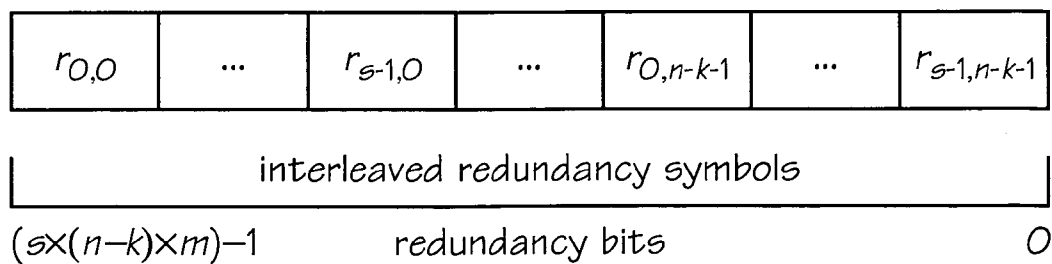 r0,0 ... rs-1,0 ... r0,n-k-1 ... rs-1,n-k-1
interleaved redundancy symbols
(s×(n–k)×m)–1 redundancy bits 0